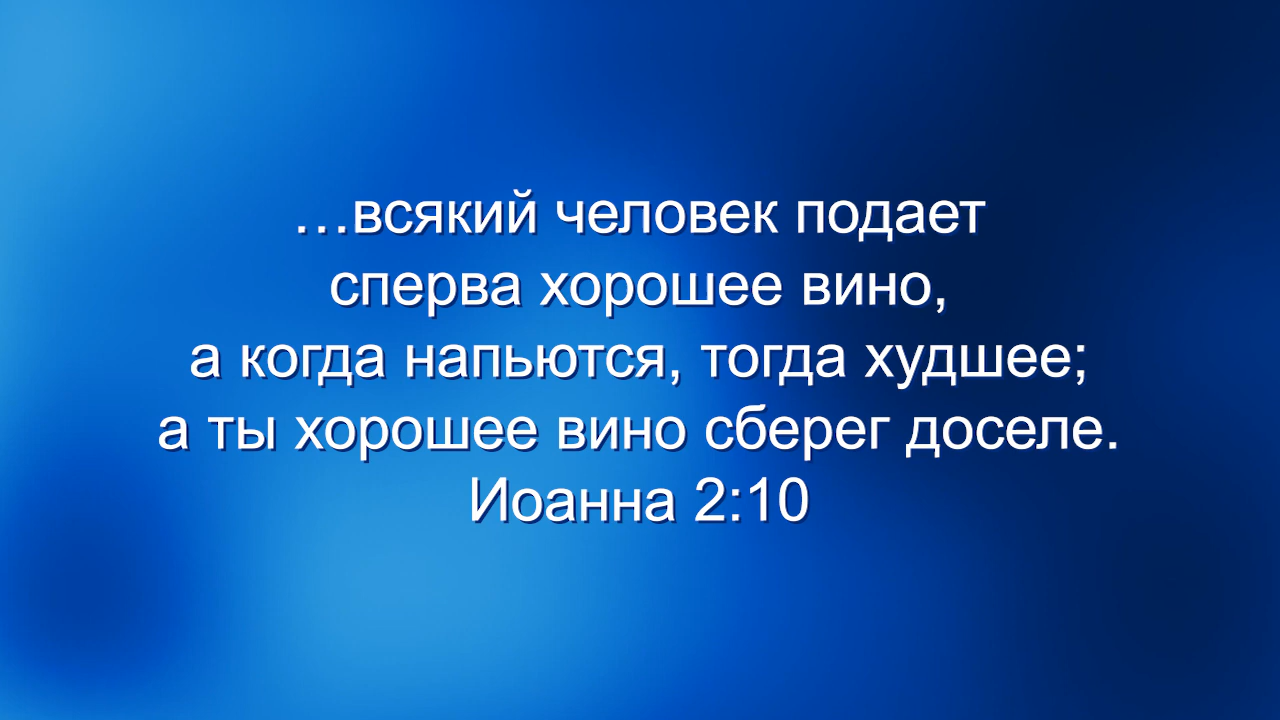 …всякий человек подает
сперва хорошее вино,
а когда напьются, тогда худшее;
а ты хорошее вино сберег доселе.
Иоанна 2:10